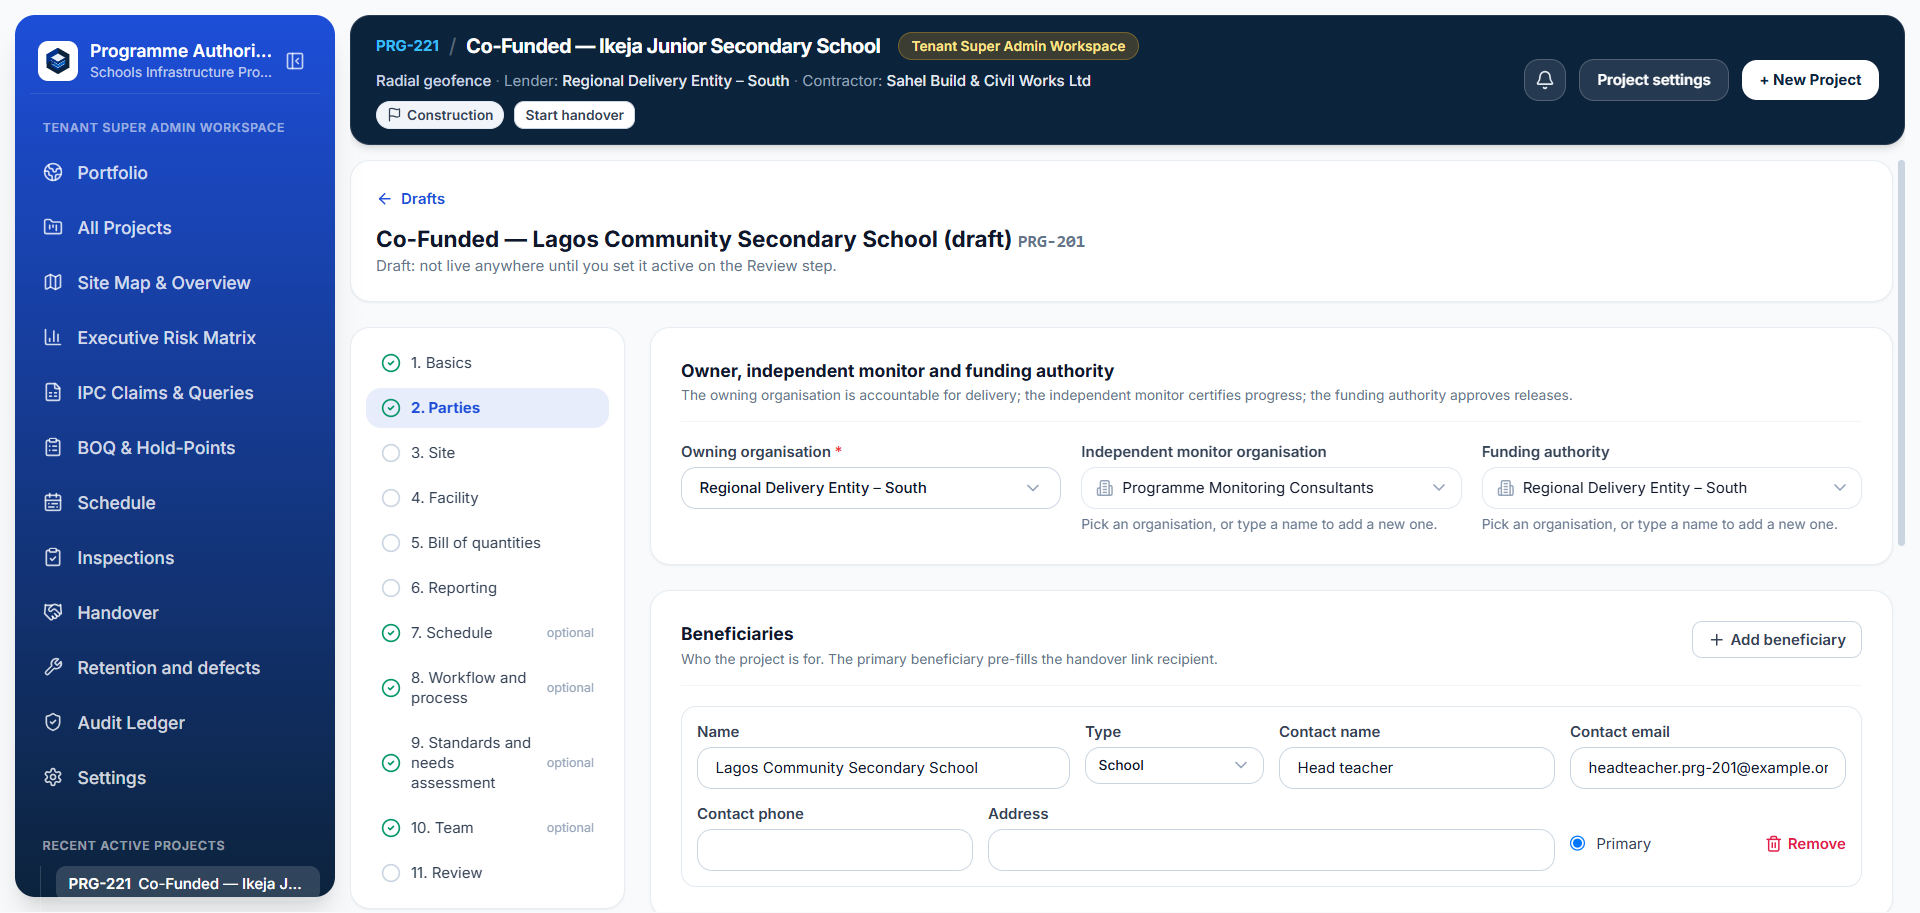 Programme Authori...
Schools Infrastructure Pro...
TENANT SUPER ADMIN WORKSPACE
Portfolio
All Projects
Site Map & Overview
Executive Risk Matrix
IPC Claims & Queries
BOQ & Hold-Points
Schedule
Inspections
Handover
Retention and defects
Audit Ledger
Settings
RECENT ACTIVE PROJECTS
PRG-221 Co-Funded — Ikeja J...
PRG-221 / Co-Funded — Ikeja Junior Secondary School Tenant Super Admin Workspace
Radial geofence · Lender: Regional Delivery Entity – South · Contractor: Sahel Build & Civil Works Ltd
Construction Start handover
Project settings
+ New Project
← Drafts
Co-Funded — Lagos Community Secondary School (draft) PRG-201
Draft: not live anywhere until you set it active on the Review step.
1. Basics
2. Parties
3. Site
4. Facility
5. Bill of quantities
6. Reporting
7. Schedule optional
8. Workflow and
process
optional
9. Standards and
needs
assessment
optional
10. Team optional
11. Review
Owner, independent monitor and funding authority
The owning organisation is accountable for delivery; the independent monitor certifies progress; the funding authority approves releases.
Owning organisation * Independent monitor organisation Funding authority
Regional Delivery Entity – South Programme Monitoring Consultants Regional Delivery Entity – South
Pick an organisation, or type a name to add a new one. Pick an organisation, or type a name to add a new one.
Beneficiaries
Who the project is for. The primary beneficiary pre-fills the handover link recipient.
+ Add beneficiary
Name Type Contact name Contact email
Lagos Community Secondary School School Head teacher headteacher.prg-201@example.or
Contact phone Address
Primary Remove